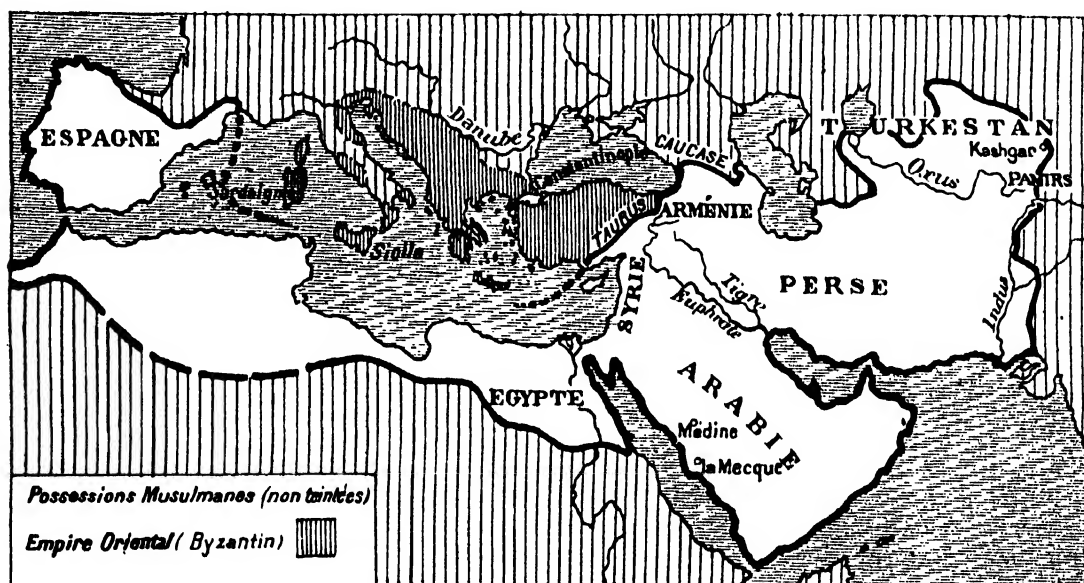 ESPAGNE
Danube
Constantinople
CAUCASE
TURKESTAN
Kashgar
Oxus
PAMIRS
Sardaigne
TAURUS
ARMÉNIE
Sicile
SYRIE
Tigre
Euphrate
PERSE
Indus
EGYPTE
ARABIE
Médine
la Mecque
Possessions Musulmanes (non teintées)
Empire Oriental (Byzantin)